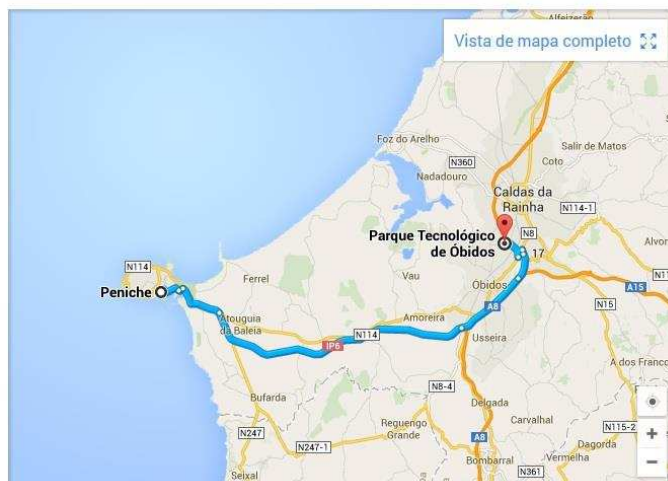 Vista de mapa completo
Alfeizerão
Foz do Arelho
N360
Salir de Matos
Nadadouro
Coto
Caldas da
Rainha
N114-1
Parque Tecnológico
de Óbidos
N8
17
N114
Ferrel
Vau
Peniche
Óbidos
A8
A15
N15
Atouguia
da Baleia
Amoreira
N114
IP6
Usseira
A dos Franco
N8-4
Bufarda
Reguengo
Grande
Delgada
Carvalhal
N115-2
N247
N247-1
A8
Dagorda
Bombarral
Vermelha
Seixal
N361